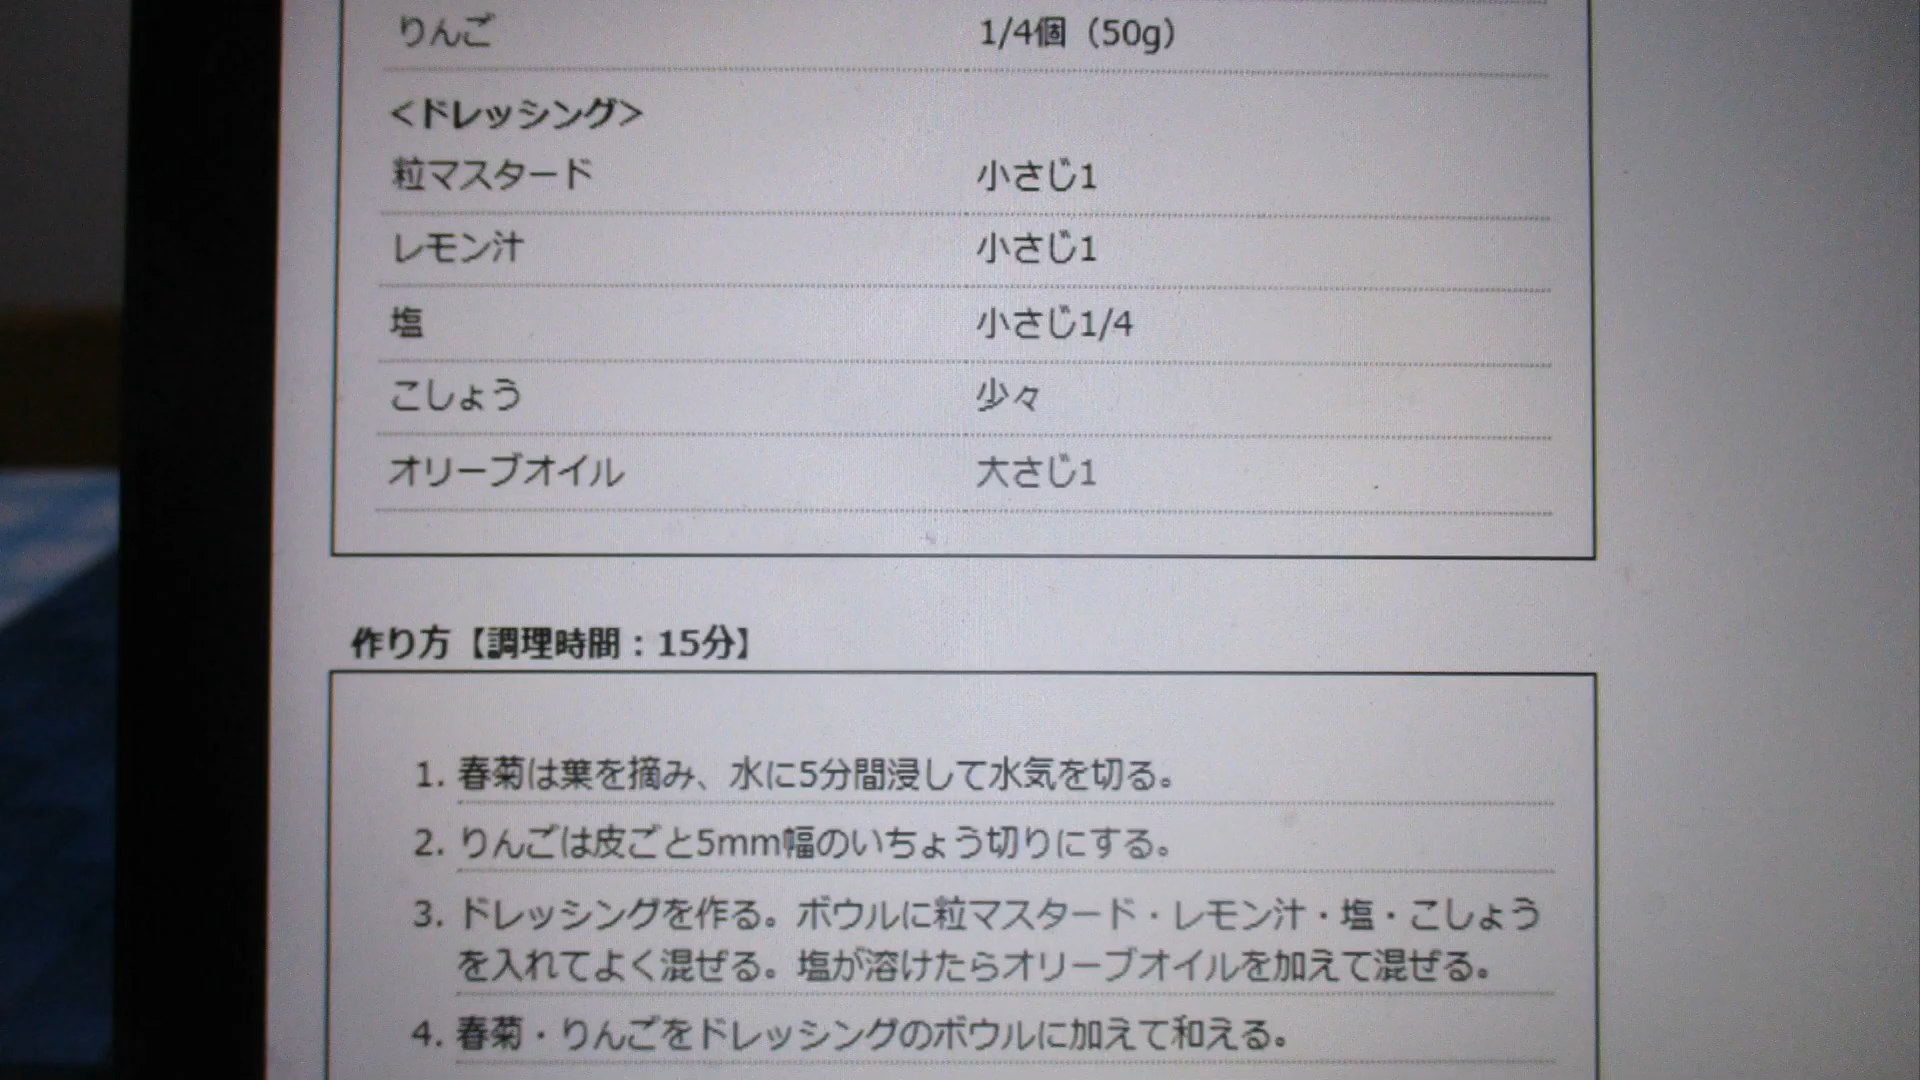 りんご 1/4個（50g）
＜ドレッシング＞
粒マスタード 小さじ1
レモン汁 小さじ1
塩 小さじ1/4
こしょう 少々
オリーブオイル 大さじ1
作り方【調理時間：15分】
1. 春菊は葉を摘み、水に5分間浸して水気を切る。
2. りんごは皮ごと5mm幅のいちょう切りにする。
3. ドレッシングを作る。ボウルに粒マスタード・レモン汁・塩・こしょう
を入れてよく混ぜる。塩が溶けたらオリーブオイルを加えて混ぜる。
4. 春菊・りんごをドレッシングのボウルに加えて和える。